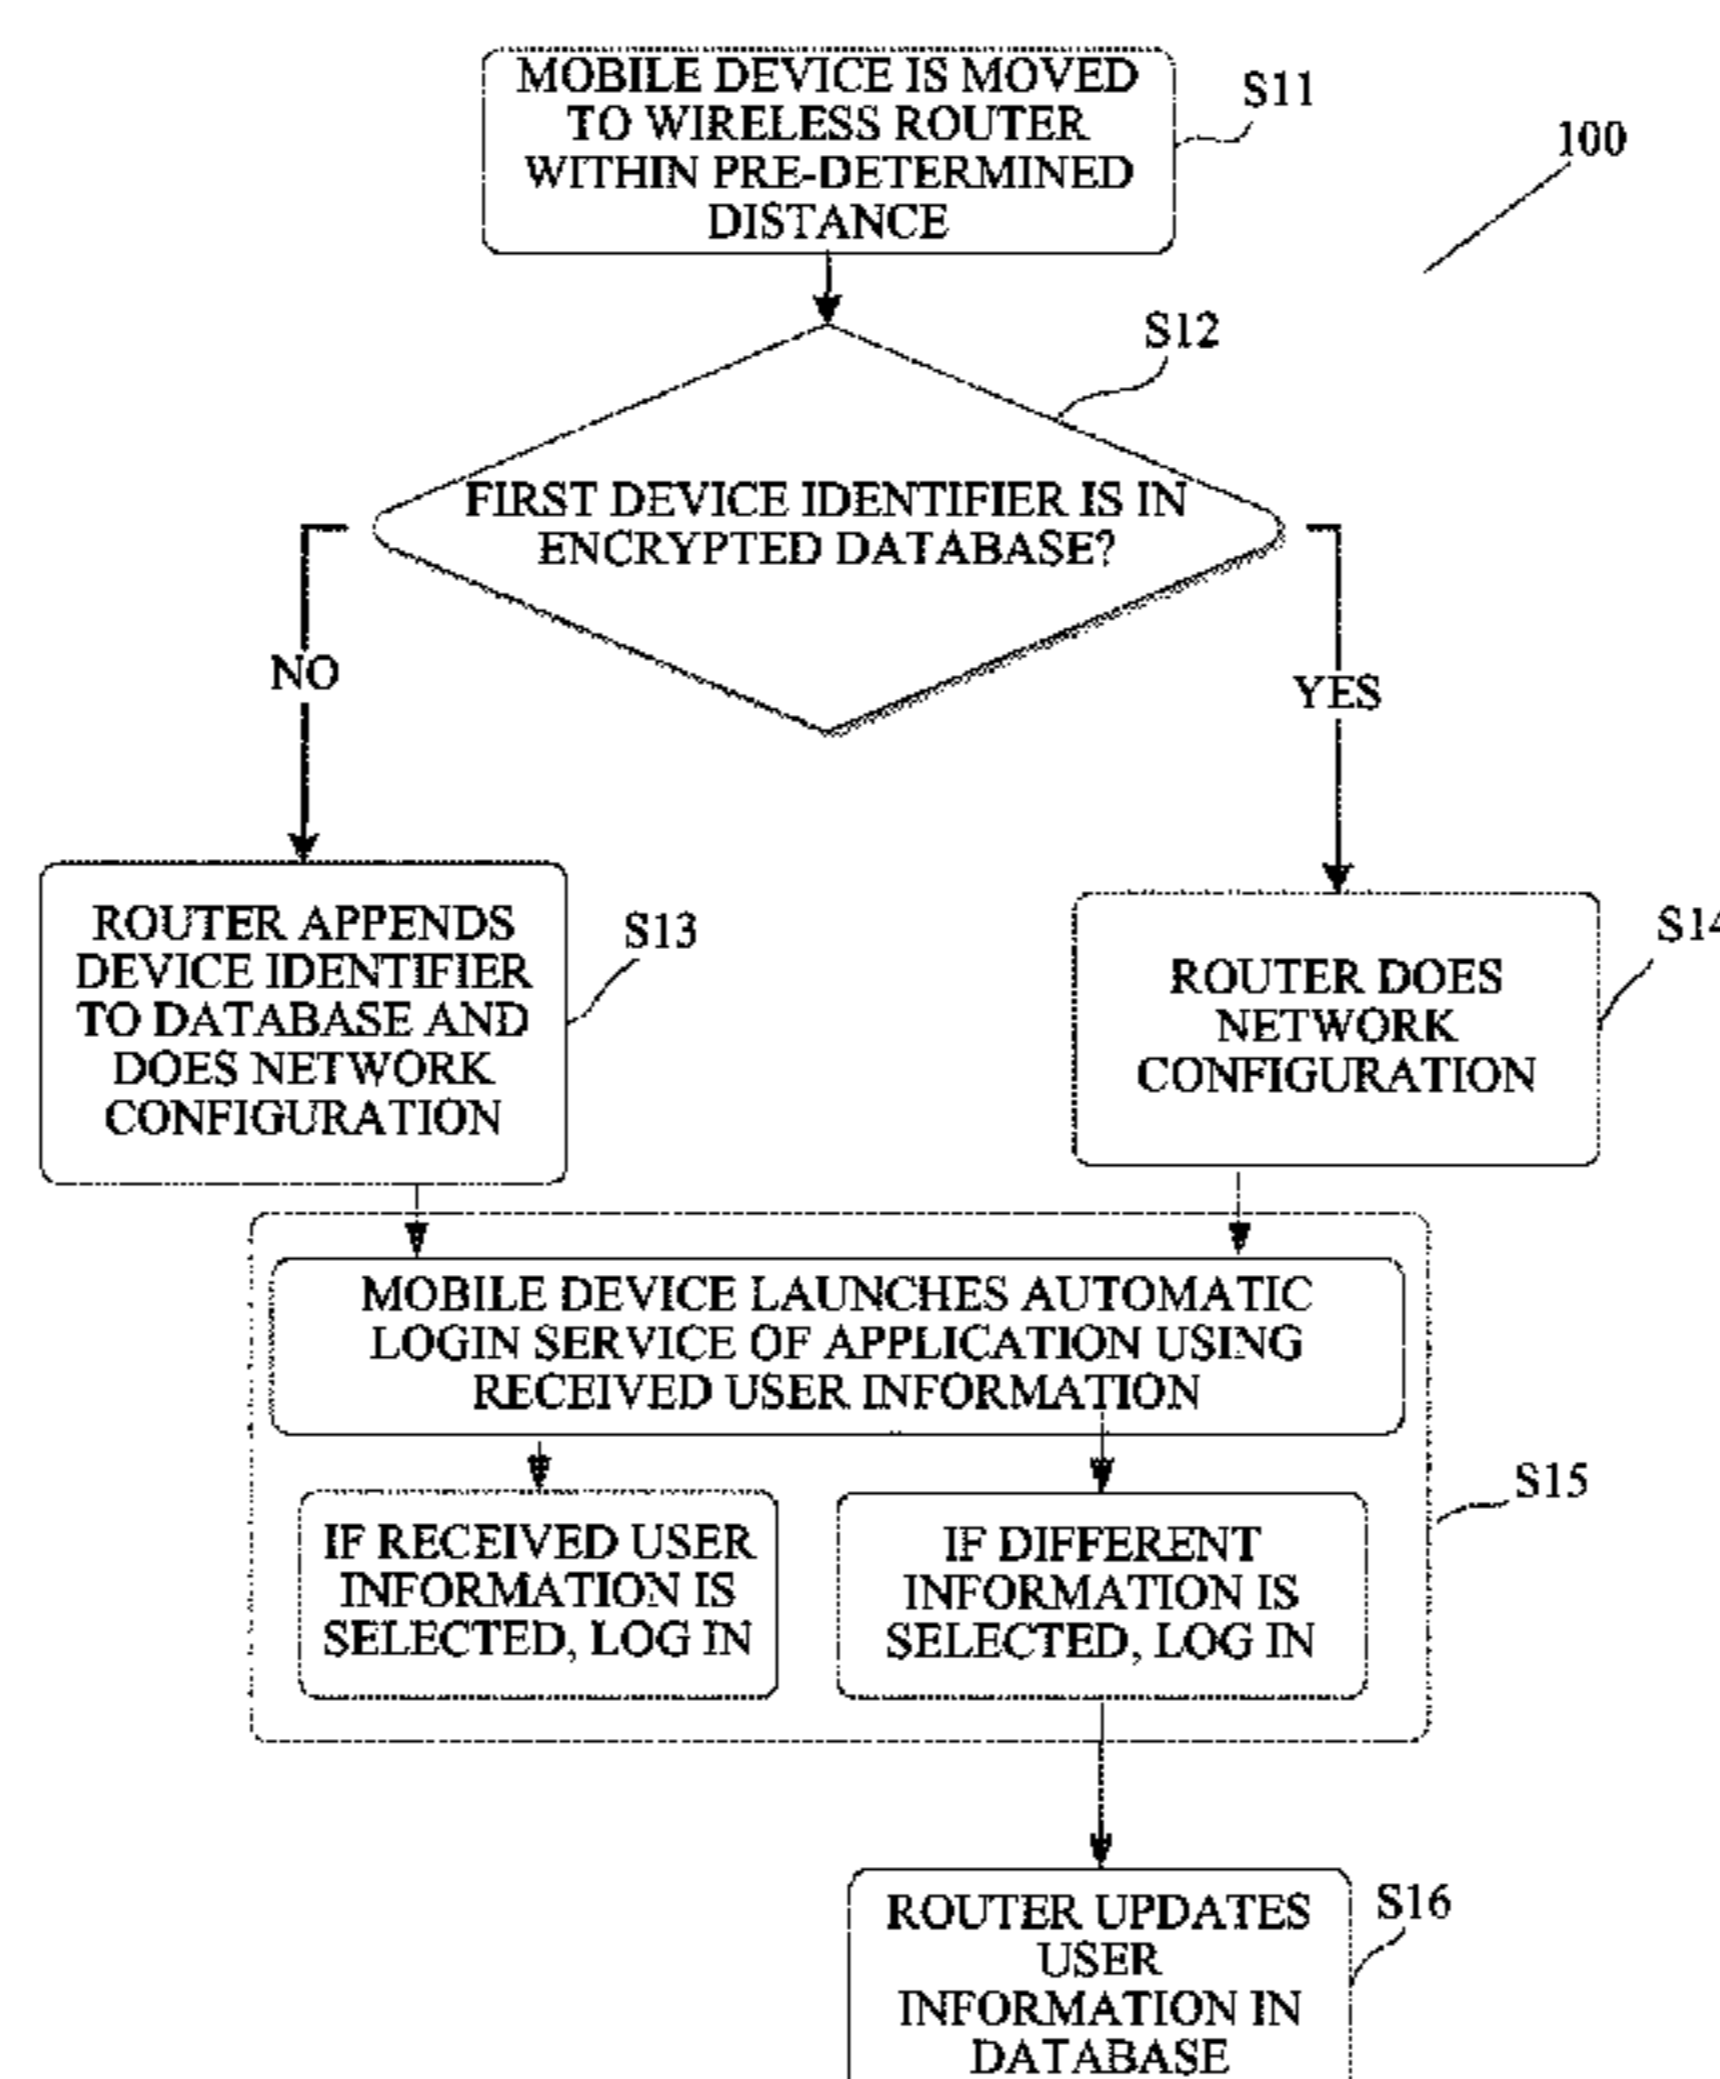 MOBILE DEVICE IS MOVED
TO WIRELESS ROUTER
WITHIN PRE-DETERMINED
DISTANCE
S11
100
S12
FIRST DEVICE IDENTIFIER IS IN
ENCRYPTED DATABASE?
NO
YES
ROUTER APPENDS
DEVICE IDENTIFIER
TO DATABASE AND
DOES NETWORK
CONFIGURATION
S13
ROUTER DOES
NETWORK
CONFIGURATION
S14
MOBILE DEVICE LAUNCHES AUTOMATIC
LOGIN SERVICE OF APPLICATION USING
RECEIVED USER INFORMATION
IF RECEIVED USER
INFORMATION IS
SELECTED, LOG IN
IF DIFFERENT
INFORMATION IS
SELECTED, LOG IN
S15
ROUTER UPDATES
USER
INFORMATION IN
DATABASE
S16